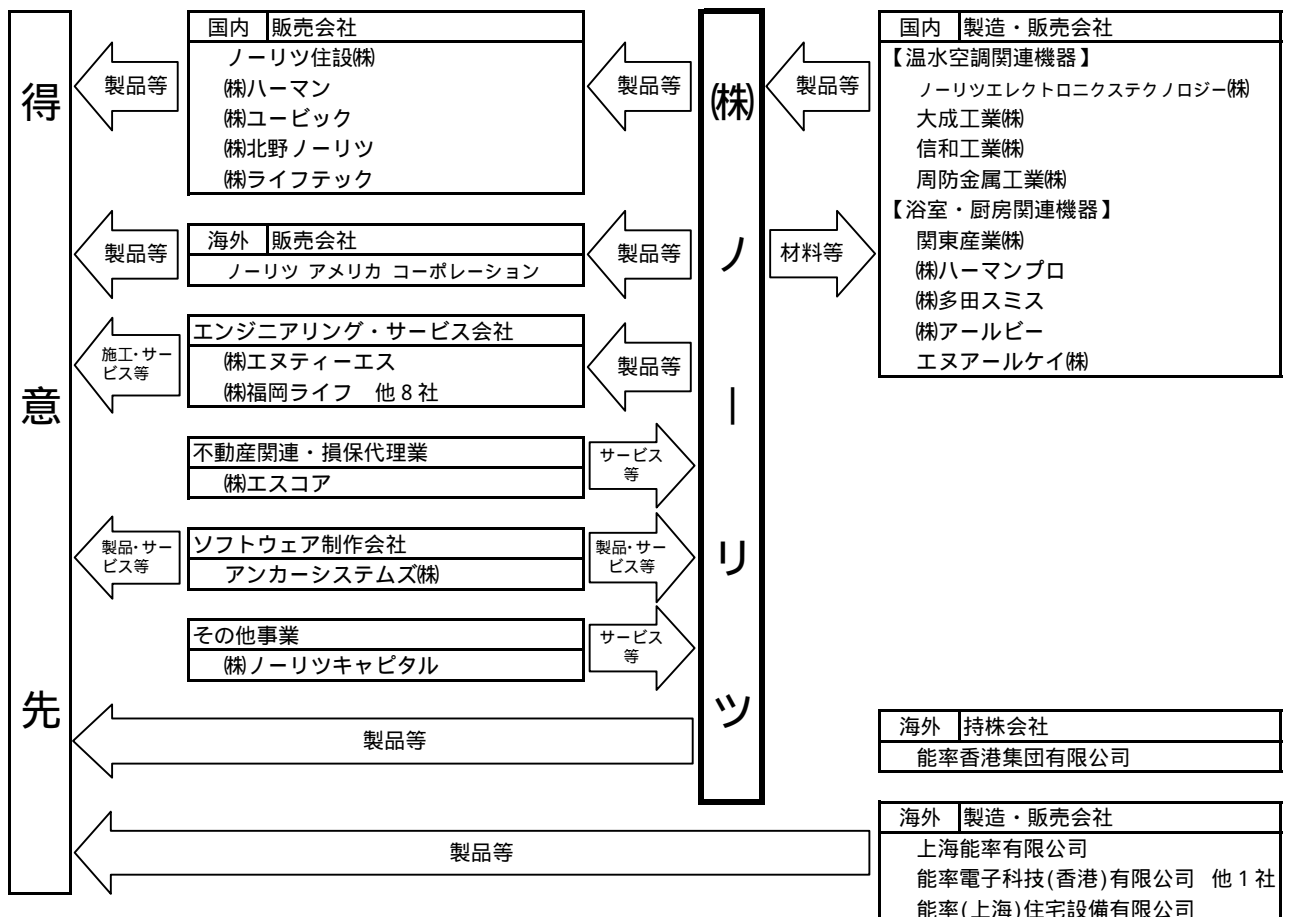 得意先
国内 販売会社
ノーリツ住設㈱
㈱ハーマン
㈱ユービック
㈱北野ノーリツ
㈱ライフテック
製品等
製品等
海外 販売会社
ノーリツ アメリカ コーポレーション
製品等
製品等
エンジニアリング・サービス会社
㈱エヌティーエス
㈱福岡ライフ 他8社
施工・サー
ビス等
製品等
不動産関連・損保代理業
㈱エスコア
サービス
等
ソフトウェア制作会社
アンカーシステムズ㈱
製品・サー
ビス等
製品・サー
ビス等
その他事業
㈱ノーリツキャピタル
サービス
等
製品等
製品等
㈱ノーリツ
製品等
材料等
国内 製造・販売会社
【温水空調関連機器】
ノーリツエレクトロニクステクノロジー㈱
大成工業㈱
信和工業㈱
周防金属工業㈱
【浴室・厨房関連機器】
関東産業㈱
㈱ハーマンプロ
㈱多田スミス
㈱アールビー
エヌアールケイ㈱
海外 持株会社
能率香港集団有限公司
海外 製造・販売会社
上海能率有限公司
能率電子科技(香港)有限公司 他1社
能率(上海)住宅設備有限公司